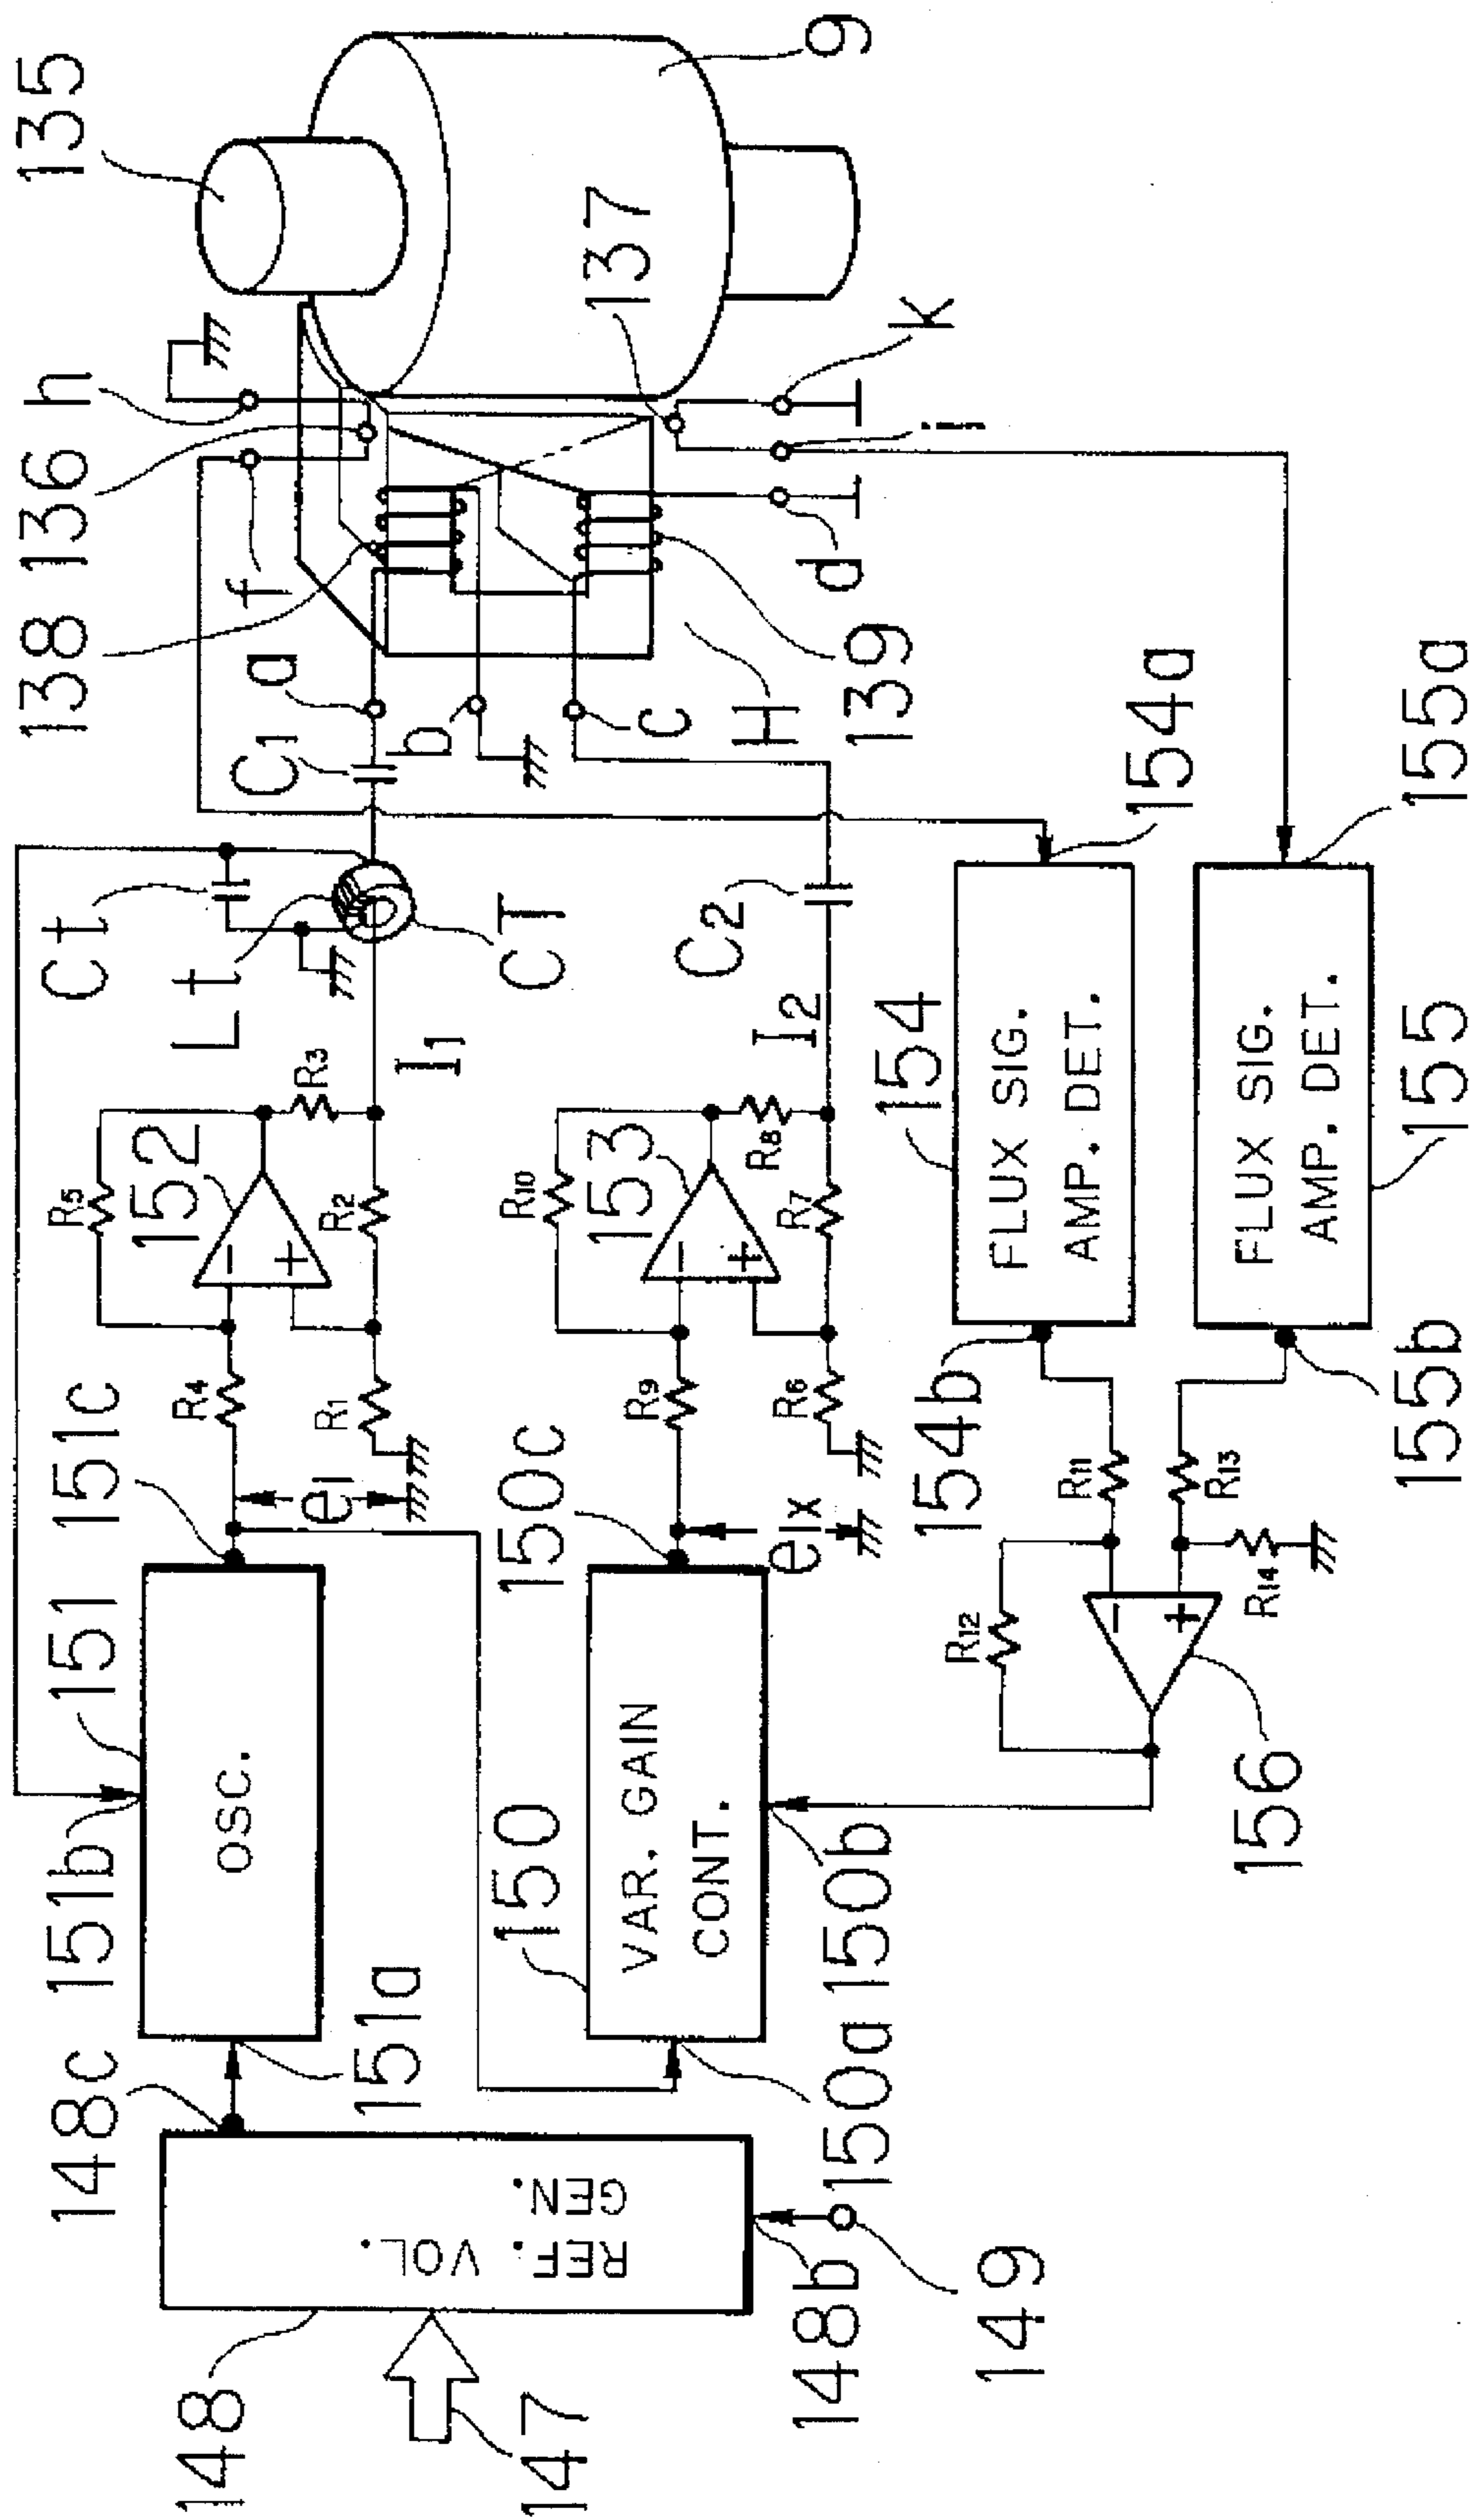 148
147
REF. VOL.
GEN.
148c
148b
149
151
151a
151b
151c
OSC.
150
150a
150b
150c
VAR. GAIN
CONT.
e1
e1x
R4
R5
152
−
+
R1
R2
R3
I1
R9
R10
153
−
+
R6
R7
R8
I2
Ct
Lt
CT
C1
C2
a
b
c
d
f
h
i
k
H
9
135
136
137
138
139
154
154a
154b
FLUX SIG.
AMP. DET.
155
155a
155b
FLUX SIG.
AMP. DET.
R11
R12
R13
R14
−
+
156